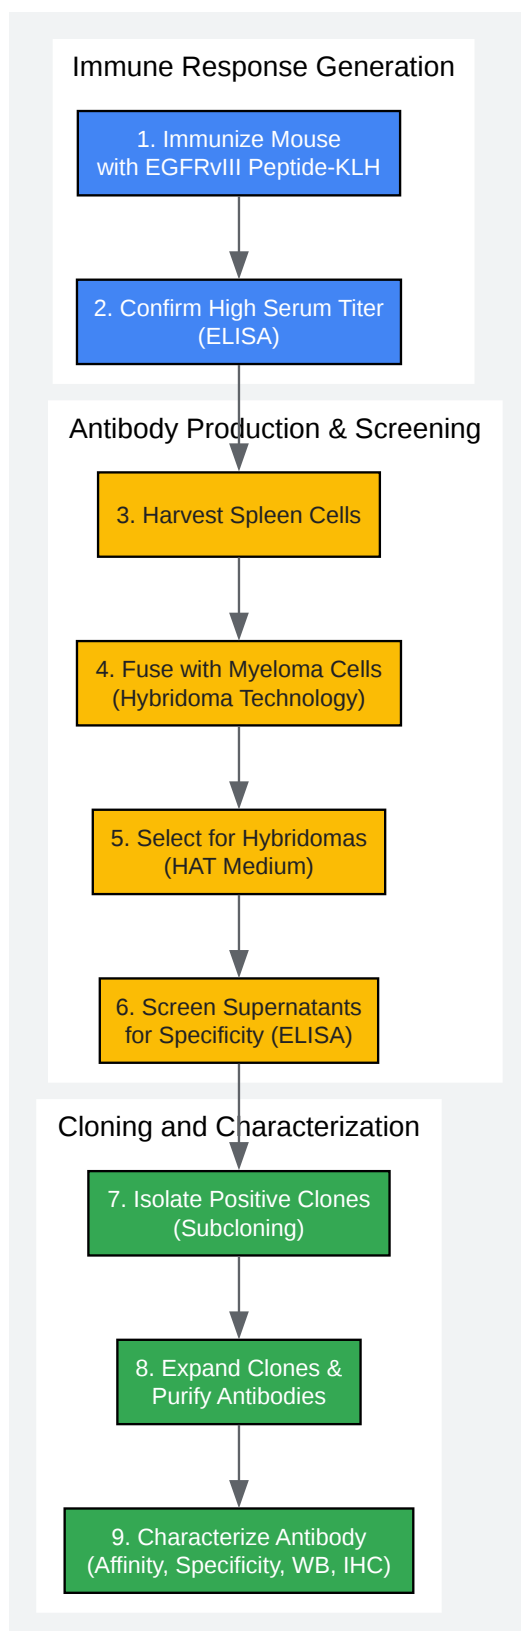 Immune Response Generation
1. Immunize Mouse
with EGFRvIII Peptide-KLH
2. Confirm High Serum Titer
(ELISA)
Antibody Production & Screening
3. Harvest Spleen Cells
4. Fuse with Myeloma Cells
(Hybridoma Technology)
5. Select for Hybridomas
(HAT Medium)
6. Screen Supernatants
for Specificity (ELISA)
Cloning and Characterization
7. Isolate Positive Clones
(Subcloning)
8. Expand Clones &
Purify Antibodies
9. Characterize Antibody
(Affinity, Specificity, WB, IHC)